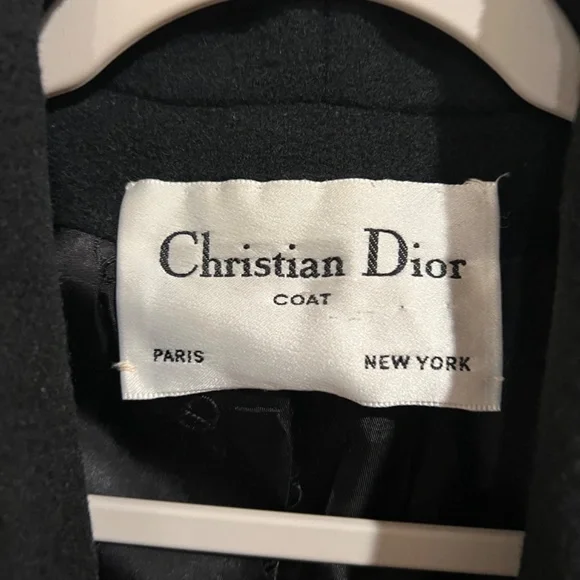 Christian Dior
COAT
PARIS NEW YORK